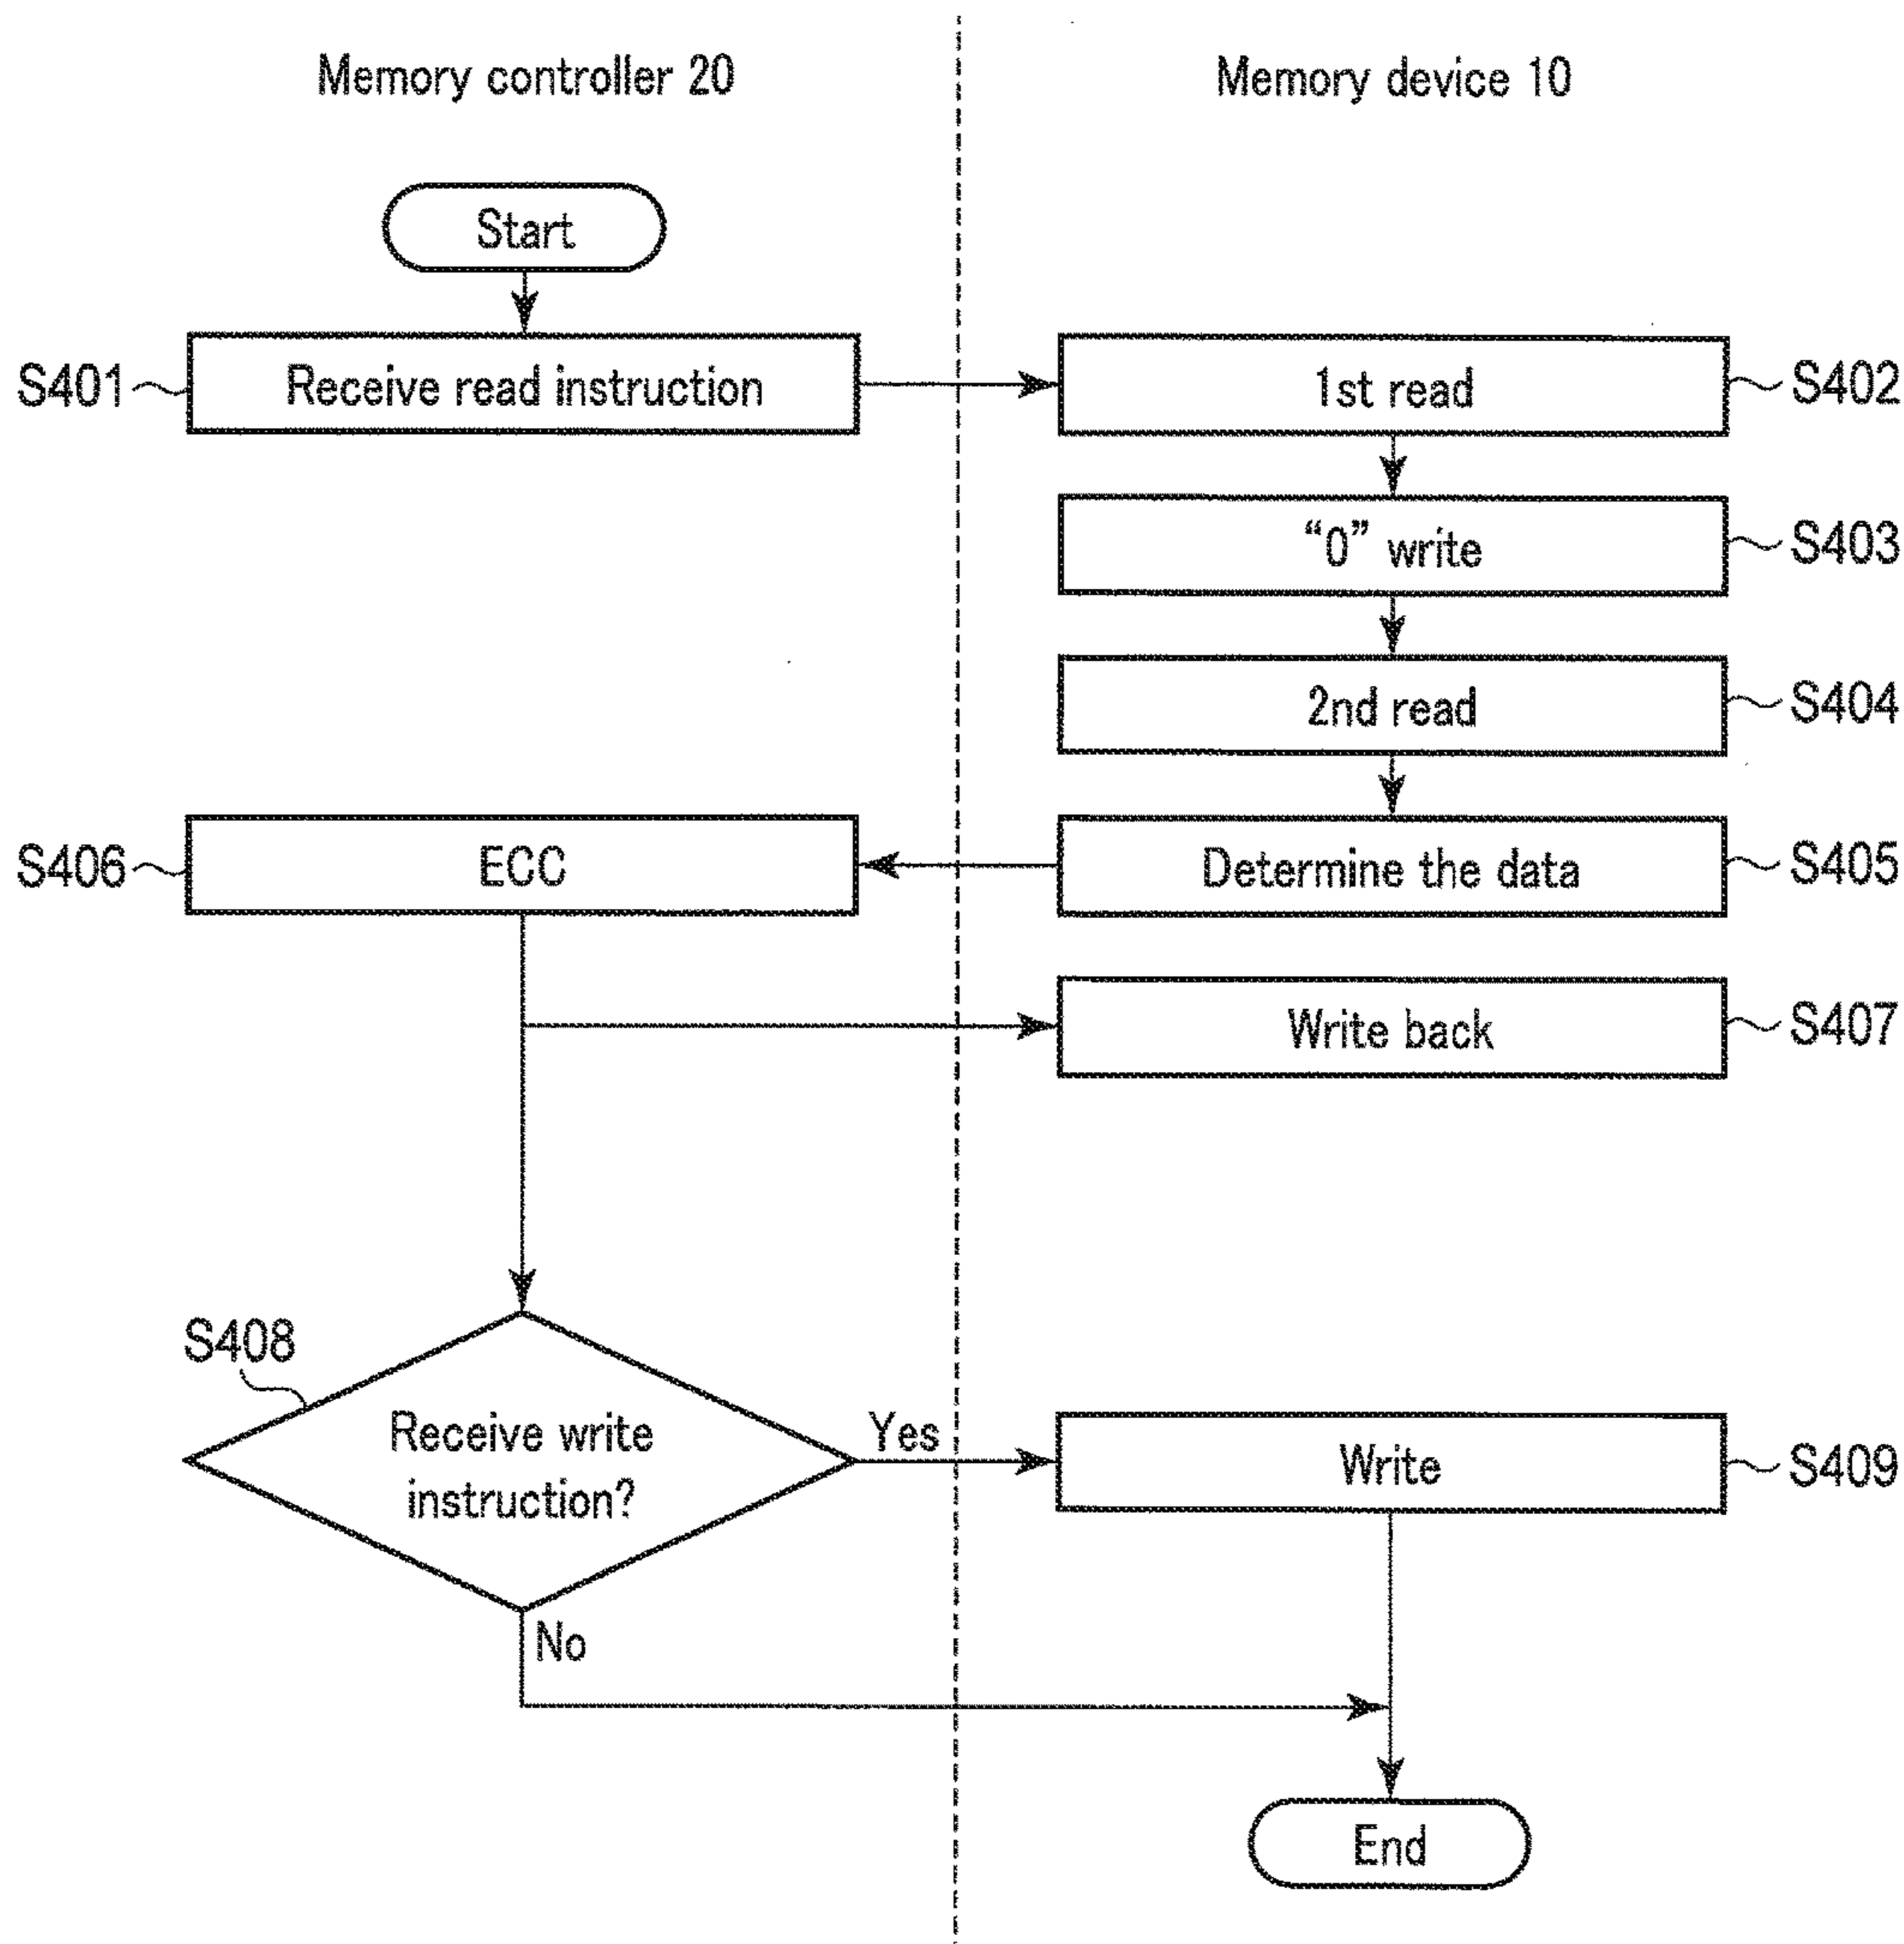 Memory controller 20
Memory device 10
Start
S401
Receive read instruction
1st read
S402
“0” write
S403
2nd read
S404
S406
ECC
Determine the data
S405
Write back
S407
S408
Receive write
instruction?
Yes
Write
S409
No
End